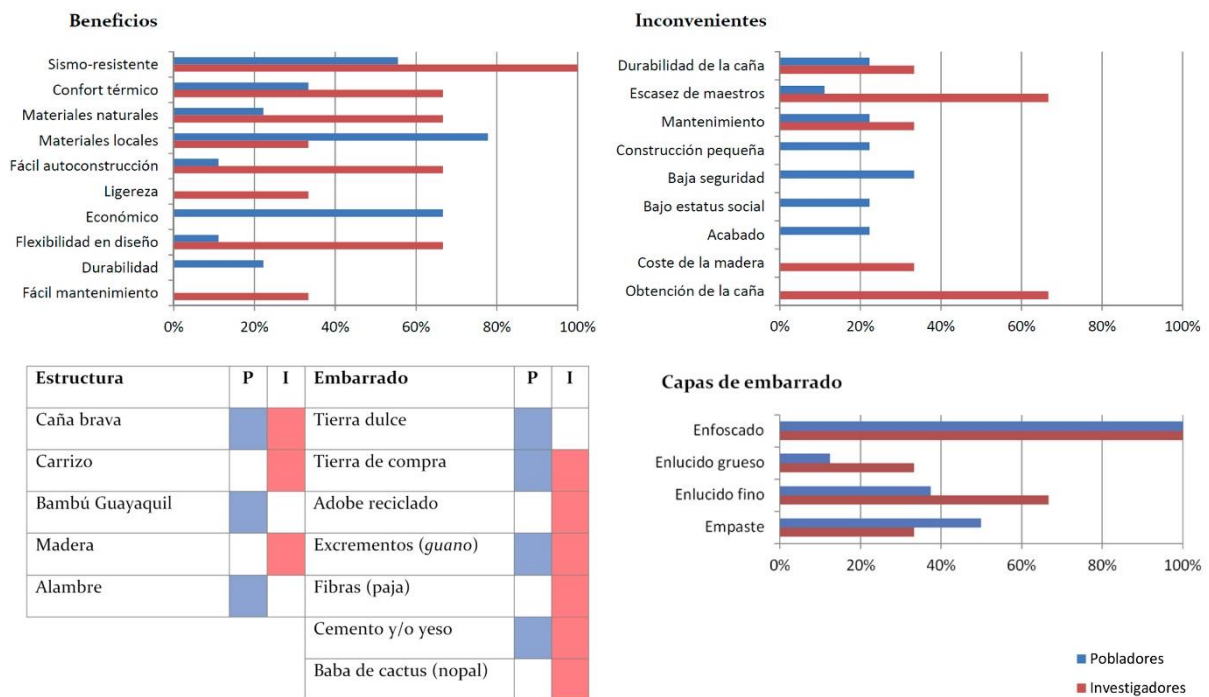 Beneficios
Sismo-resistente
Confort térmico
Materiales naturales
Materiales locales
Fácil autoconstrucción
Ligereza
Económico
Flexibilidad en diseño
Durabilidad
Fácil mantenimiento
0% 20% 40% 60% 80% 100%
Inconvenientes
Durabilidad de la caña
Escasez de maestros
Mantenimiento
Construcción pequeña
Baja seguridad
Bajo estatus social
Acabado
Coste de la madera
Obtención de la caña
0% 20% 40% 60% 80% 100%
Estructura P I Embarrado P I
Caña brava Tierra dulce
Carrizo Tierra de compra
Bambú Guayaquil Adobe reciclado
Madera Excrementos (guano)
Alambre Fibras (paja)
Cemento y/o yeso
Baba de cactus (nopal)
Capas de embarrado
Enfoscado
Enlucido grueso
Enlucido fino
Empaste
0% 20% 40% 60% 80% 100%
Pobladores
Investigadores